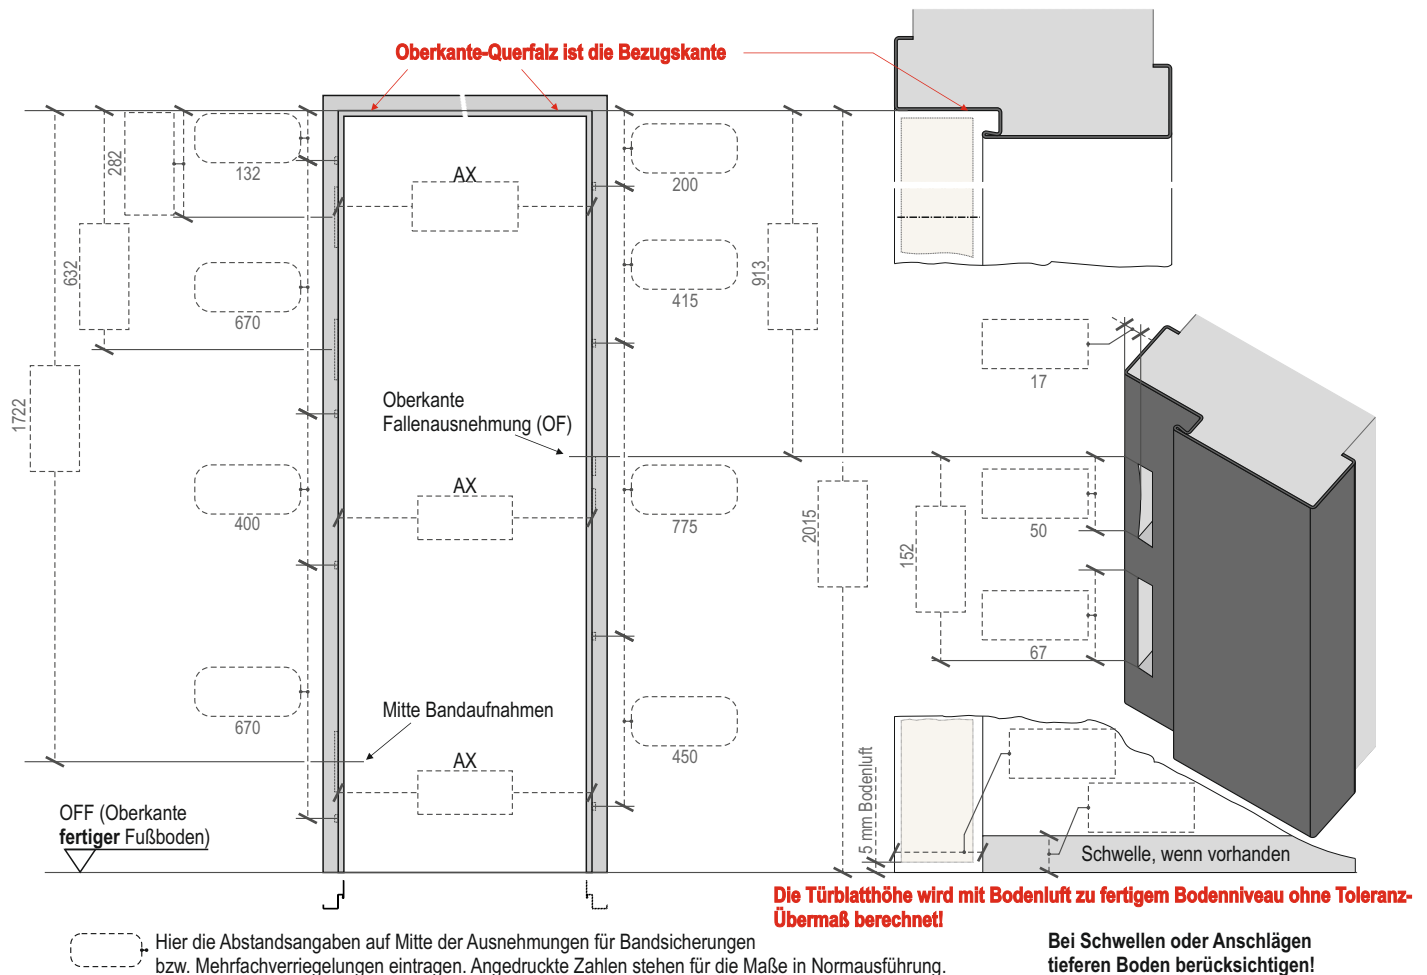 Oberkante-Querfalz ist die Bezugskante
282
132
AX
200
632
670
415
913
17
1722
Oberkante
Fallenausnehmung (OF)
AX
400
775
2015
152
50
67
670
Mitte Bandaufnahmen
AX
450
5 mm Bodenluft
OFF (Oberkante
fertiger Fußboden)
Schwelle, wenn vorhanden
Die Türblatthöhe wird mit Bodenluft zu fertigem Bodenniveau ohne Toleranz-
Übermaß berechnet!
Hier die Abstandsangaben auf Mitte der Ausnehmungen für Bandsicherungen
bzw. Mehrfachverriegelungen eintragen. Angedruckte Zahlen stehen für die Maße in Normausführung.
Bei Schwellen oder Anschlägen
tieferen Boden berücksichtigen!